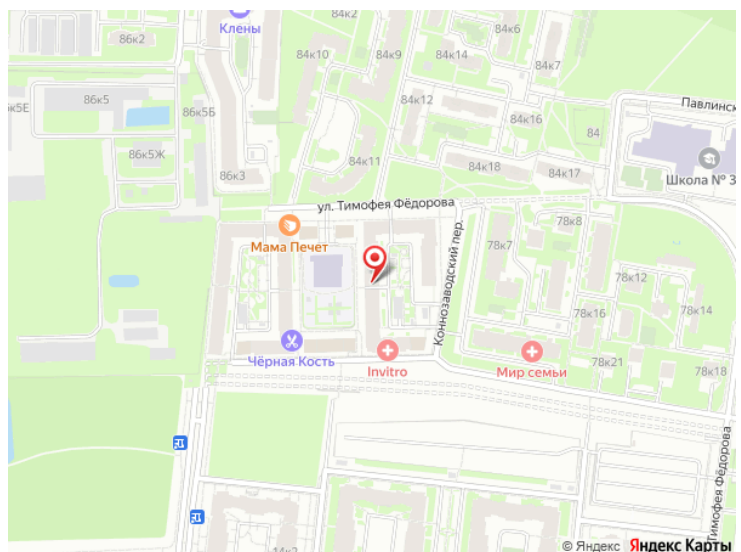 86к2
Клены
84к2
84к6
84к10
84к9
84к14
84к7
86к5
86к5Б
84к12
Павлинск
84к16
84
86к5Ж
86к3
84к11
84к18
84к17
Школа № 3
ул. Тимофея Фёдорова
Мама Печет
Коннозаводский пер.
78к8
78к7
78к12
78к16
78к14
Чёрная Кость
Invitro
Мир семьи
78к21
78к18
Тимофея Фёдорова
14к2
© Яндекс Яндекс Карты